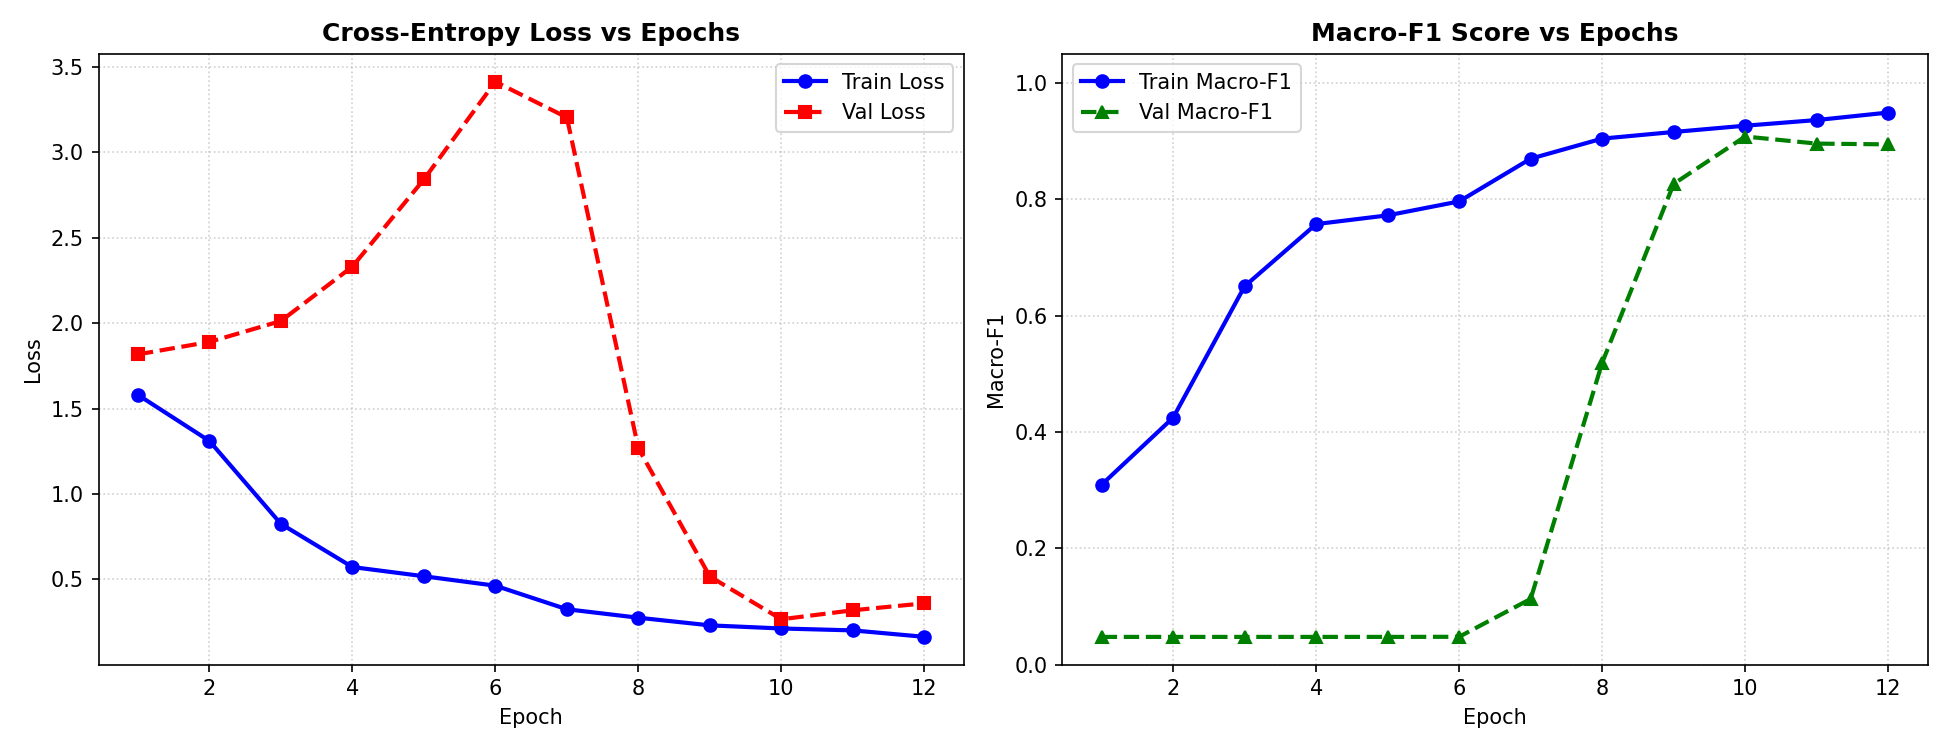 Cross-Entropy Loss vs Epochs
Train Loss
Val Loss
3.5
3.0
2.5
2.0
1.5
1.0
0.5
Loss
2 4 6 8 10 12
Epoch
Macro-F1 Score vs Epochs
Train Macro-F1
Val Macro-F1
1.0
0.8
0.6
0.4
0.2
0.0
Macro-F1
2 4 6 8 10 12
Epoch